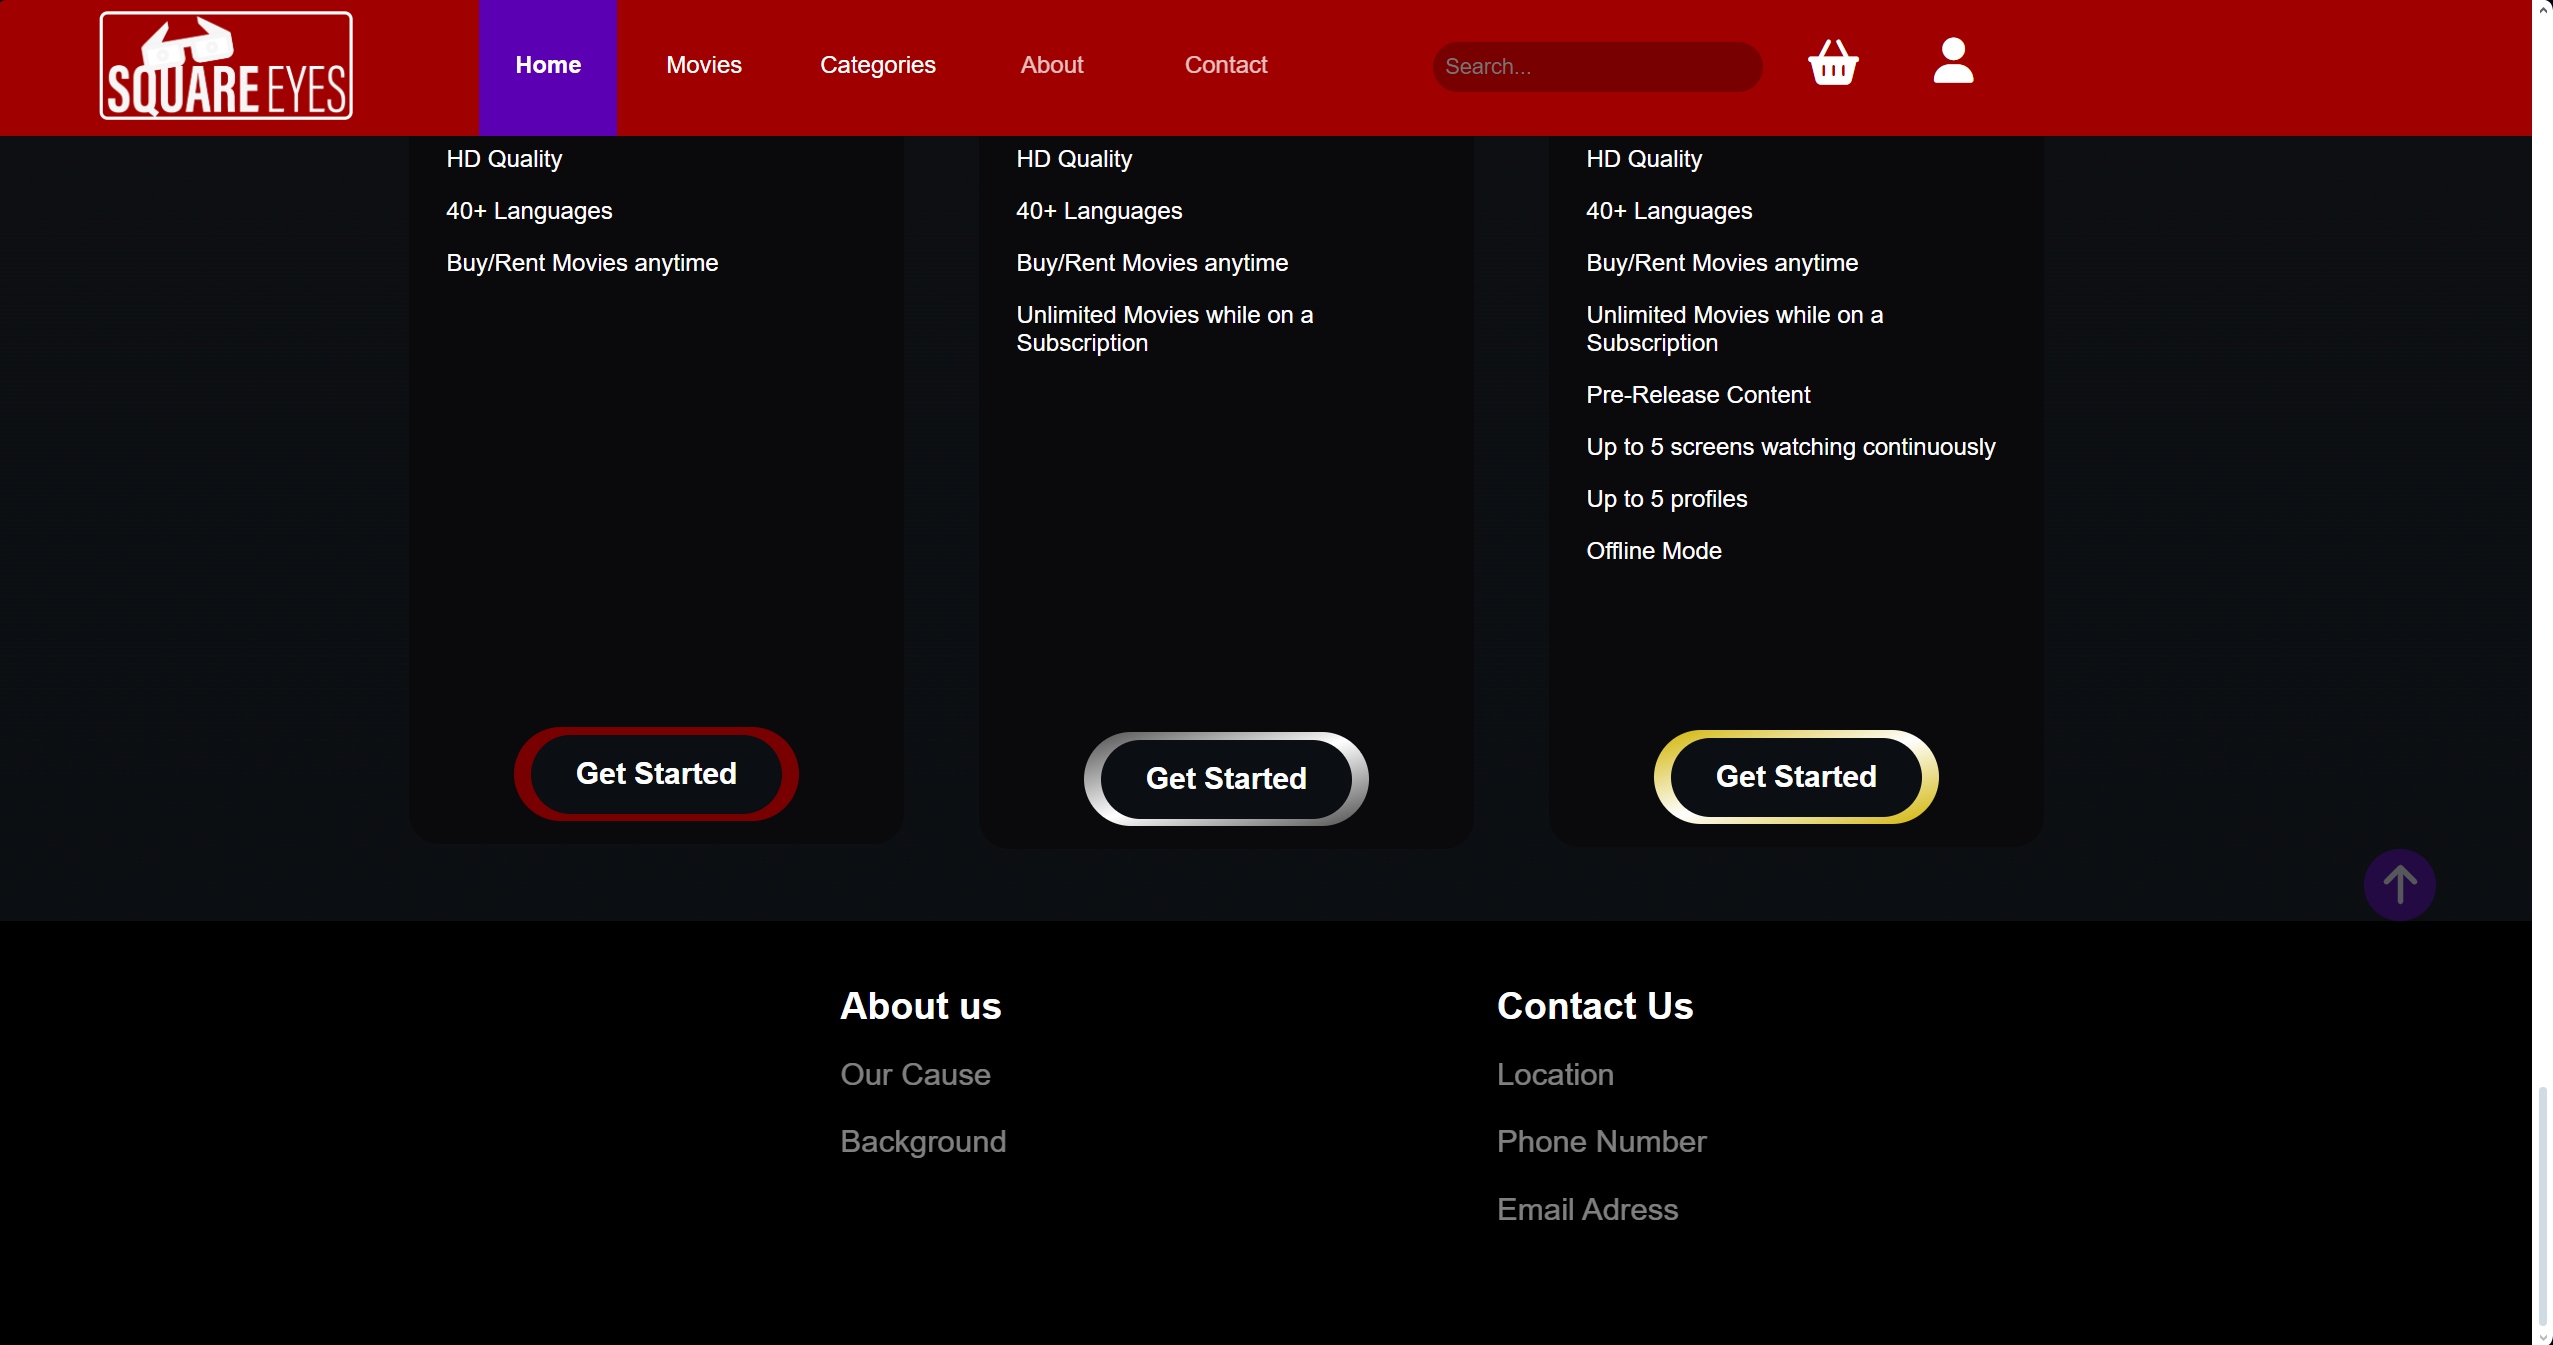 SQUARE EYES
Home Movies Categories About Contact Search...
HD Quality
40+ Languages
Buy/Rent Movies anytime
HD Quality
40+ Languages
Buy/Rent Movies anytime
Unlimited Movies while on a
Subscription
HD Quality
40+ Languages
Buy/Rent Movies anytime
Unlimited Movies while on a
Subscription
Pre-Release Content
Up to 5 screens watching continuously
Up to 5 profiles
Offline Mode
Get Started
Get Started
Get Started
About us
Our Cause
Background
Contact Us
Location
Phone Number
Email Adress